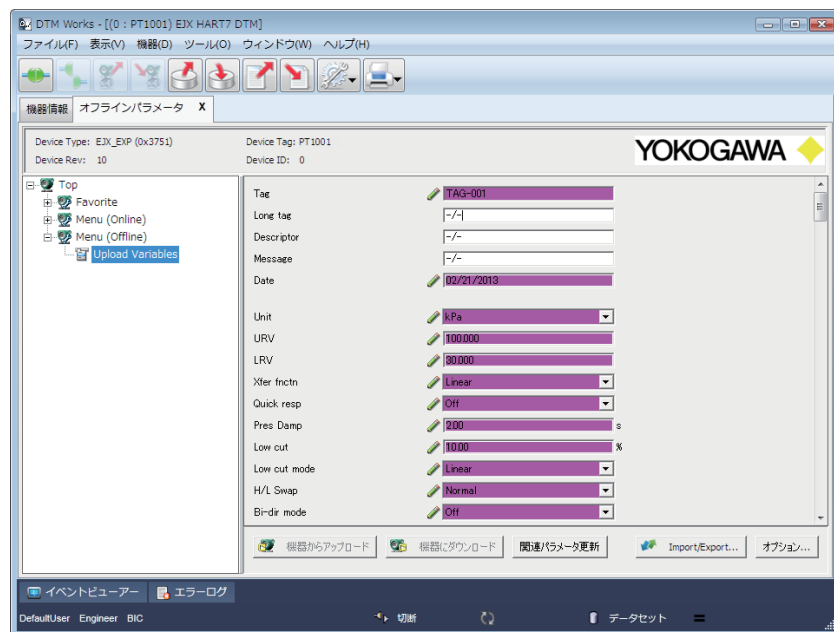 DTM Works - [(0 : PT1001) EJX HART7 DTM]
ファイル(F) 表示(V) 機器(D) ツール(O) ウィンドウ(W) ヘルプ(H)
機器情報 オフラインパラメータ X
Device Type: EJX_EXP (0x3751) Device Tag: PT1001
Device Rev: 10 Device ID: 0
YOKOGAWA
Top
Favorite
Menu (Online)
Menu (Offline)
Upload Variables
Tag TAG-001
Long tag -/-
Descriptor -/-
Message -/-
Date 02/21/2013
Unit kPa
URV 100.000
LRV 30.000
Xfer fnctn Linear
Quick resp Off
Pres Damp 2.00 s
Low cut 10.00 %
Low cut mode Linear
H/L Swap Normal
Bi-dir mode Off
機器からアップロード 機器にダウンロード 関連パラメータ更新 Import/Export... オプション...
イベントビューアー エラーログ
DefaultUser Engineer BIC 切断 データセット